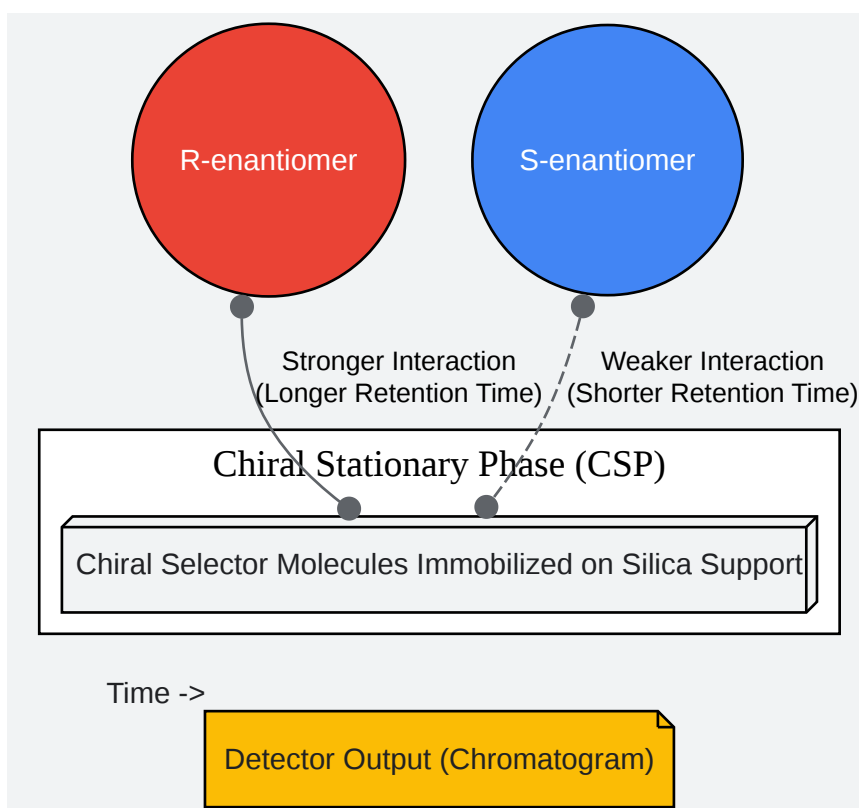 R-enantiomer
S-enantiomer
Stronger Interaction
(Longer Retention Time)
Weaker Interaction
(Shorter Retention Time)
Chiral Stationary Phase (CSP)
Chiral Selector Molecules Immobilized on Silica Support
Time ->
Detector Output (Chromatogram)